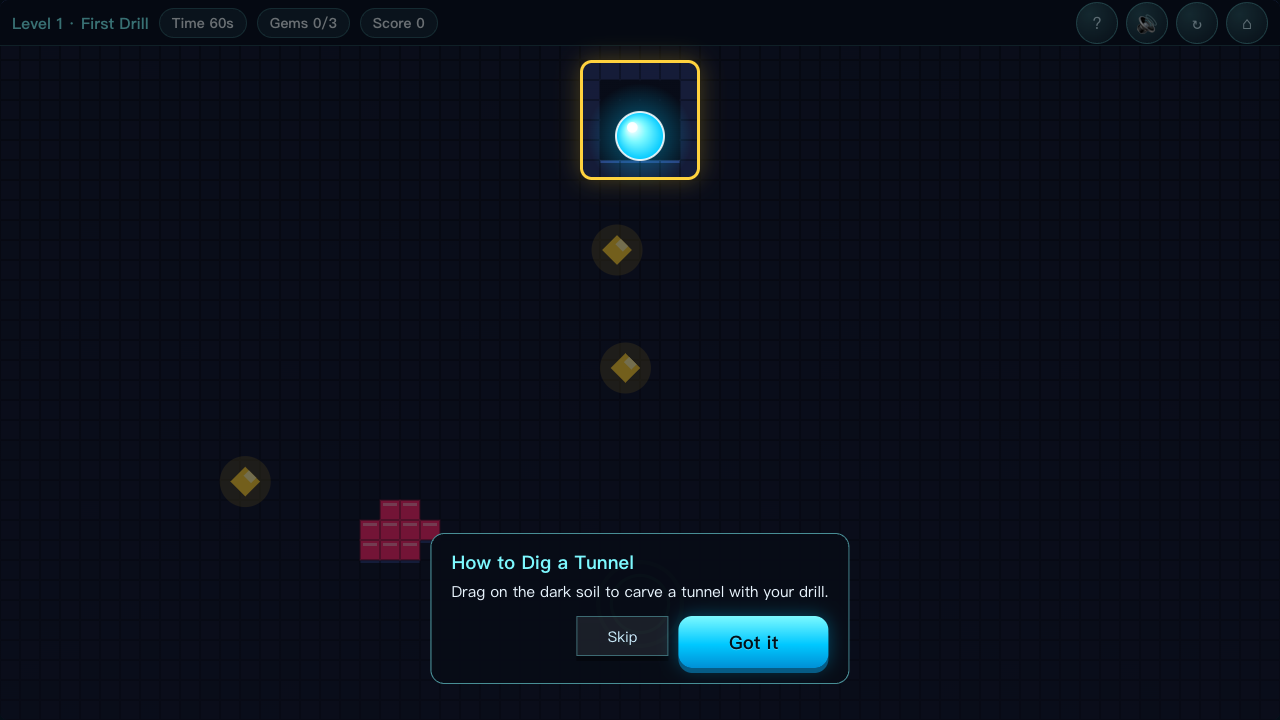 Level 1 · First Drill
Time 60s
Gems 0/3
Score 0
?
How to Dig a Tunnel
Drag on the dark soil to carve a tunnel with your drill.
Skip
Got it